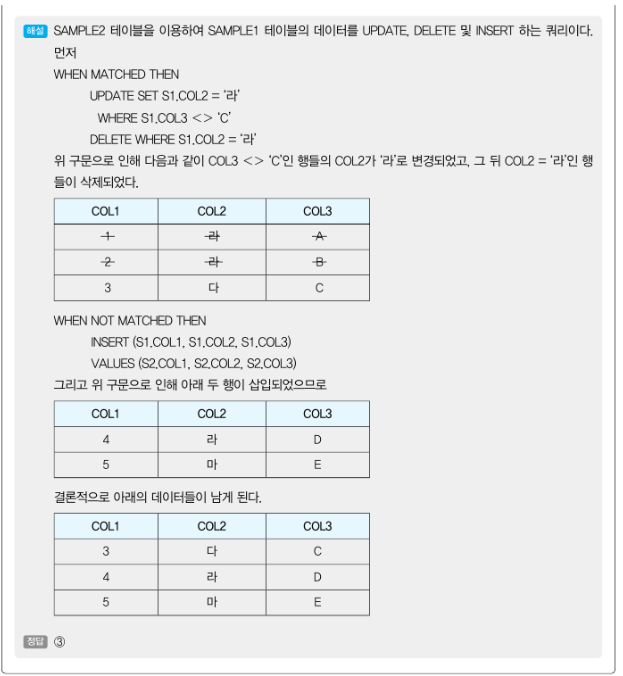 해설 SAMPLE2 테이블을 이용하여 SAMPLE1 테이블의 데이터를 UPDATE, DELETE 및 INSERT 하는 쿼리이다.
먼저
WHEN MATCHED THEN
UPDATE SET S1.COL2 = ‘라’
WHERE S1.COL3 <> ‘C’
DELETE WHERE S1.COL2 = ‘라’
위 구문으로 인해 다음과 같이 COL3 <> ‘C’인 행들의 COL2가 ‘라’로 변경되었고, 그 뒤 COL2 = ‘라’인 행
들이 삭제되었다.
COL1 COL2 COL3
1 라 A
2 라 B
3 다 C
WHEN NOT MATCHED THEN
INSERT (S1.COL1, S1.COL2, S1.COL3)
VALUES (S2.COL1, S2.COL2, S2.COL3)
그리고 위 구문으로 인해 아래 두 행이 삽입되었으므로
COL1 COL2 COL3
4 라 D
5 마 E
결론적으로 아래의 데이터들이 남게 된다.
COL1 COL2 COL3
3 다 C
4 라 D
5 마 E
정답 ③